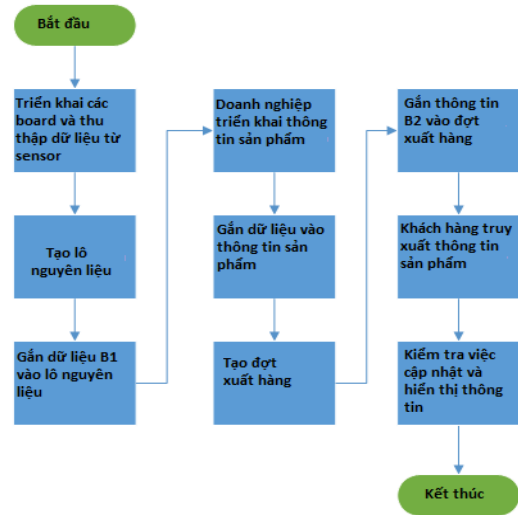 Bắt đầu
Triển khai các
board và thu
thập dữ liệu từ
sensor
Tạo lô
nguyên liệu
Gắn dữ liệu B1
vào lô nguyên
liệu
Doanh nghiệp
triển khai thông
tin sản phẩm
Gắn dữ liệu vào
thông tin sản
phẩm
Tạo đợt
xuất hàng
Gắn thông tin
B2 vào đợt
xuất hàng
Khách hàng truy
xuất thông tin
sản phẩm
Kiểm tra việc
cập nhật và
hiển thị thông
tin
Kết thúc